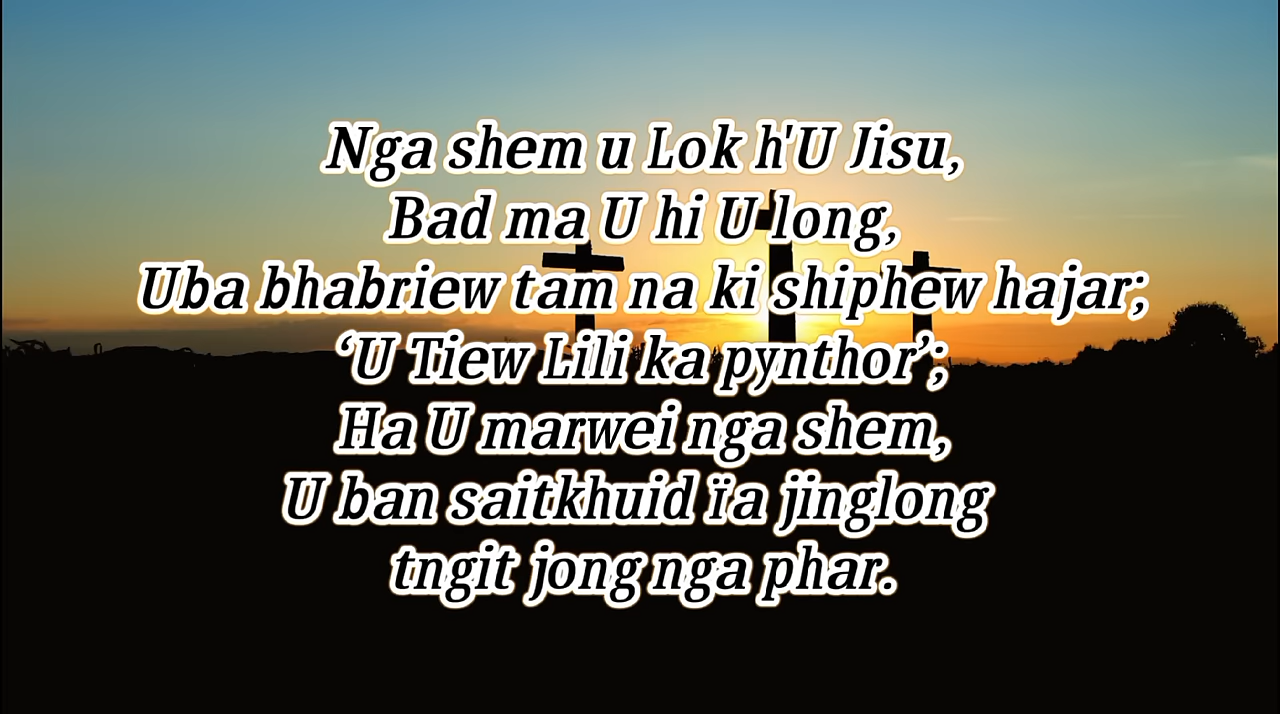 Nga shem u Lok h'U Jisu,
Bad ma U hi U long,
Uba bhabriew tam na ki shiphew hajar;
‘U Tiew Lili ka pynthor’;
Ha U marwei nga shem,
U ban saitkhuid ïa jinglong
tngit jong nga phar.